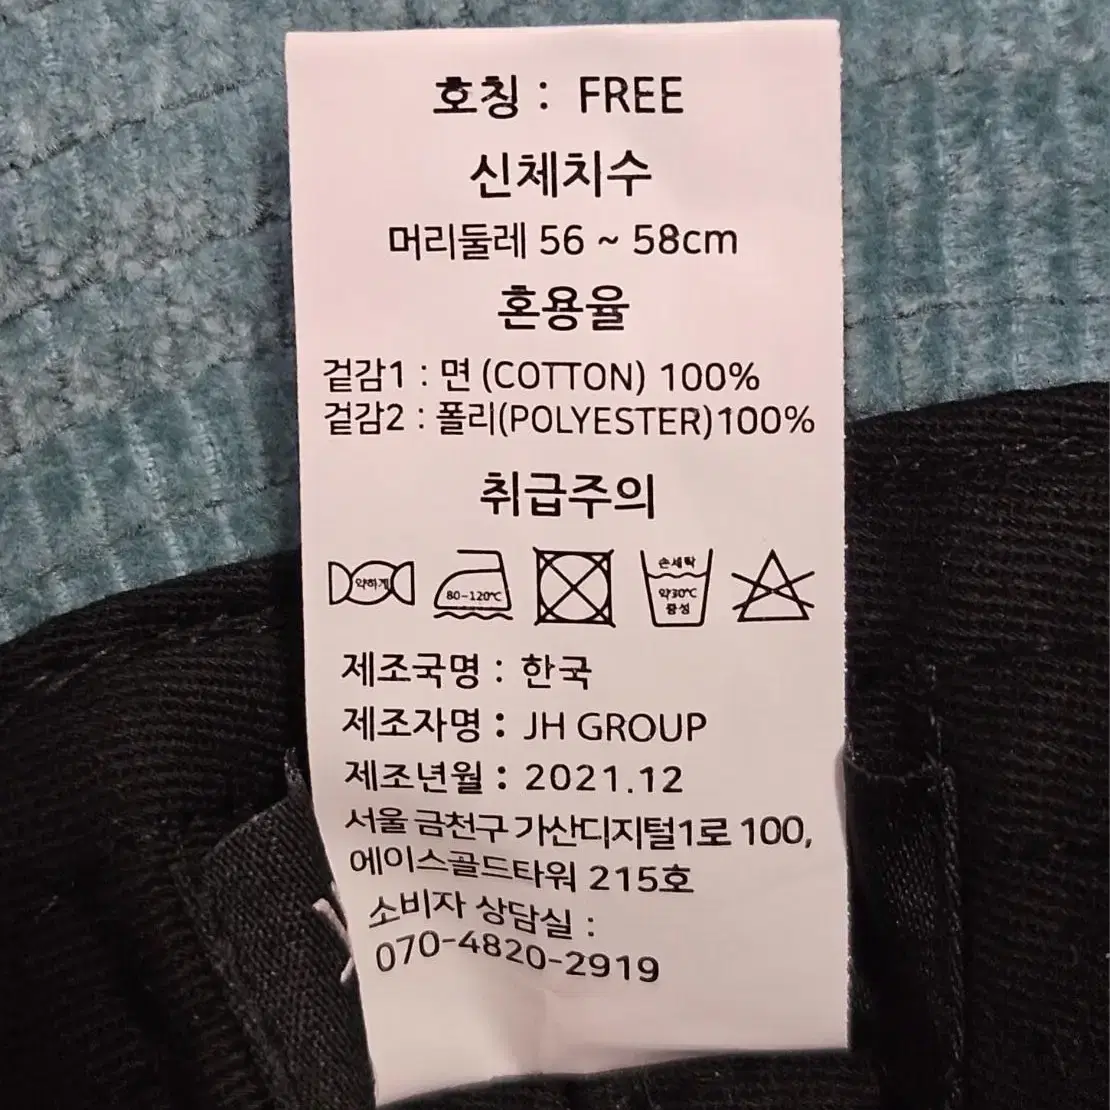 호칭 : FREE
신체치수
머리둘레 56 ~ 58cm
혼용율
겉감1 : 면 (COTTON) 100%
겉감2 : 폴리(POLYESTER)100%
취급주의
약하게
80-120℃
손세탁
약30℃
중성
제조국명 : 한국
제조자명 : JH GROUP
제조년월 : 2021.12
서울 금천구 가산디지털1로 100,
에이스골드타워 215호
소비자 상담실 :
070-4820-2919